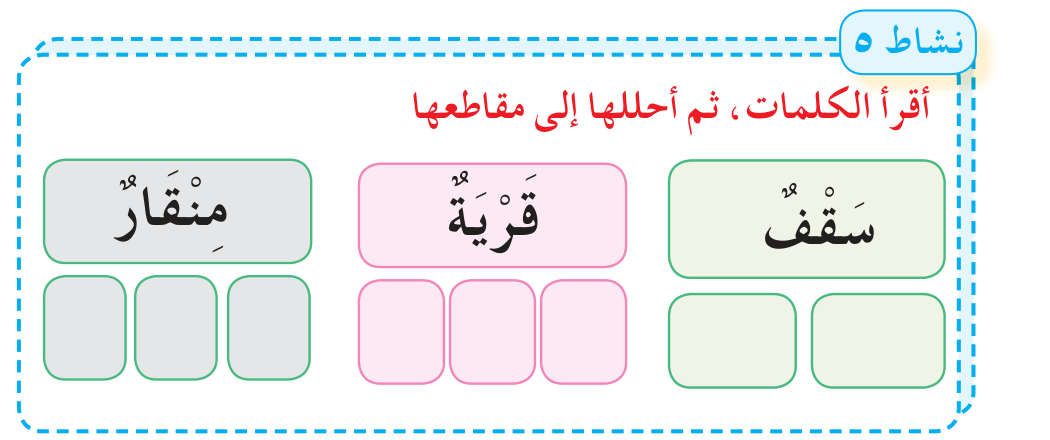 نشاط ٥
أقرأ الكلمات، ثم أحللها إلى مقاطعها
سَقْفٌ
قَرْيَةٌ
مِنْقَارٌ